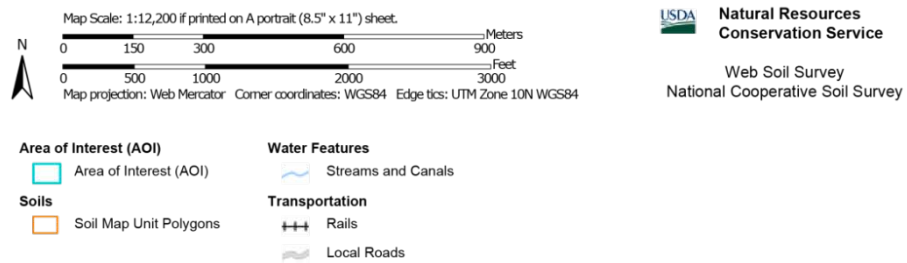 Map Scale: 1:12,200 if printed on A portrait (8.5" x 11") sheet.
Meters
N 0 150 300 600 900
Feet
0 500 1000 2000 3000
Map projection: Web Mercator Corner coordinates: WGS84 Edge tics: UTM Zone 10N WGS84
USDA Natural Resources
Conservation Service
Web Soil Survey
National Cooperative Soil Survey
Area of Interest (AOI)
Area of Interest (AOI)
Soils
Soil Map Unit Polygons
Water Features
Streams and Canals
Transportation
Rails
Local Roads